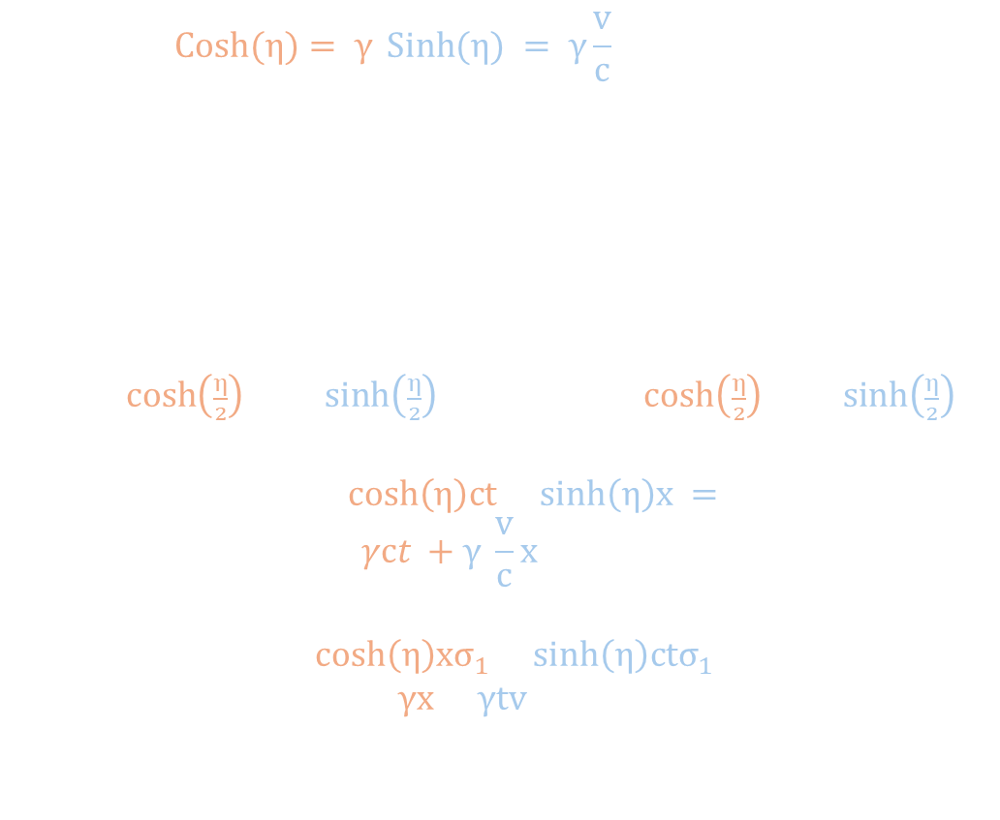 Cosh(η) = γ Sinh(η) = γ v/c
cosh(η/2) sinh(η/2) cosh(η/2) sinh(η/2)
cosh(η)ct sinh(η)x =
γct + γ v/c x
cosh(η)xσ₁ sinh(η)ctσ₁
γx γtv